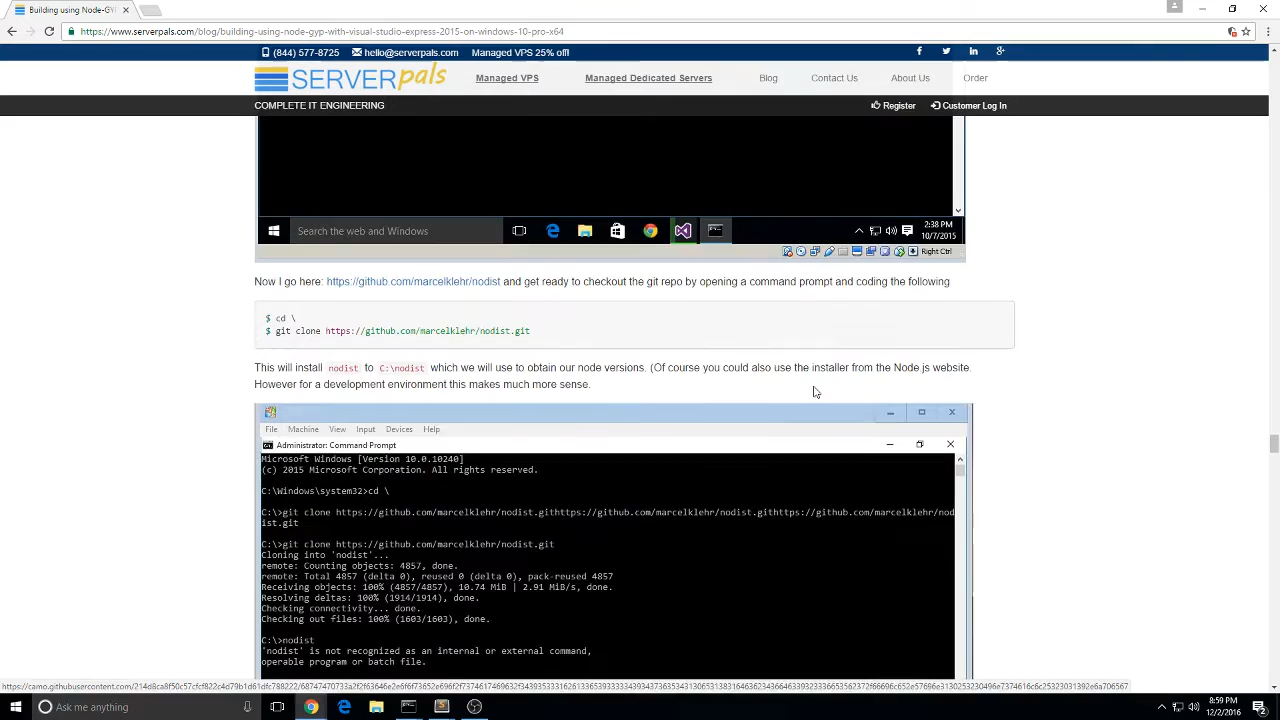 Building using Node-GYP
https://www.serverpals.com/blog/building-using-node-gyp-with-visual-studio-express-2015-on-windows-10-pro-x64
(844) 577-8725 hello@serverpals.com Managed VPS 25% off!
SERVERpals Managed VPS Managed Dedicated Servers Blog Contact Us About Us Order
COMPLETE IT ENGINEERING Register Customer Log In
Search the web and Windows 2:38 PM
10/7/2015
Right Ctrl
Now I go here: https://github.com/marcelklehr/nodist and get ready to checkout the git repo by opening a command prompt and coding the following
$ cd \
$ git clone https://github.com/marcelklehr/nodist.git
This will install nodist to C:\nodist which we will use to obtain our node versions. (Of course you could also use the installer from the Node.js website.
However for a development environment this makes much more sense.
File Machine View Input Devices Help
Administrator: Command Prompt
Microsoft Windows [Version 10.0.10240]
(c) 2015 Microsoft Corporation. All rights reserved.
C:\Windows\system32>cd \
C:\>git clone https://github.com/marcelklehr/nodist.githttps://github.com/marcelklehr/nodist.githttps://github.com/marcelklehr/nod
ist.git
C:\>git clone https://github.com/marcelklehr/nodist.git
Cloning into 'nodist'...
remote: Counting objects: 4857, done.
remote: Total 4857 (delta 0), reused 0 (delta 0), pack-reused 4857
Receiving objects: 100% (4857/4857), 10.74 MiB | 2.91 MiB/s, done.
Resolving deltas: 100% (1914/1914), done.
Checking connectivity... done.
Checking out files: 100% (1603/1603), done.
C:\>nodist
'nodist' is not recognized as an internal or external command,
operable program or batch file.
Ask me anything 8:59 PM
12/2/2016